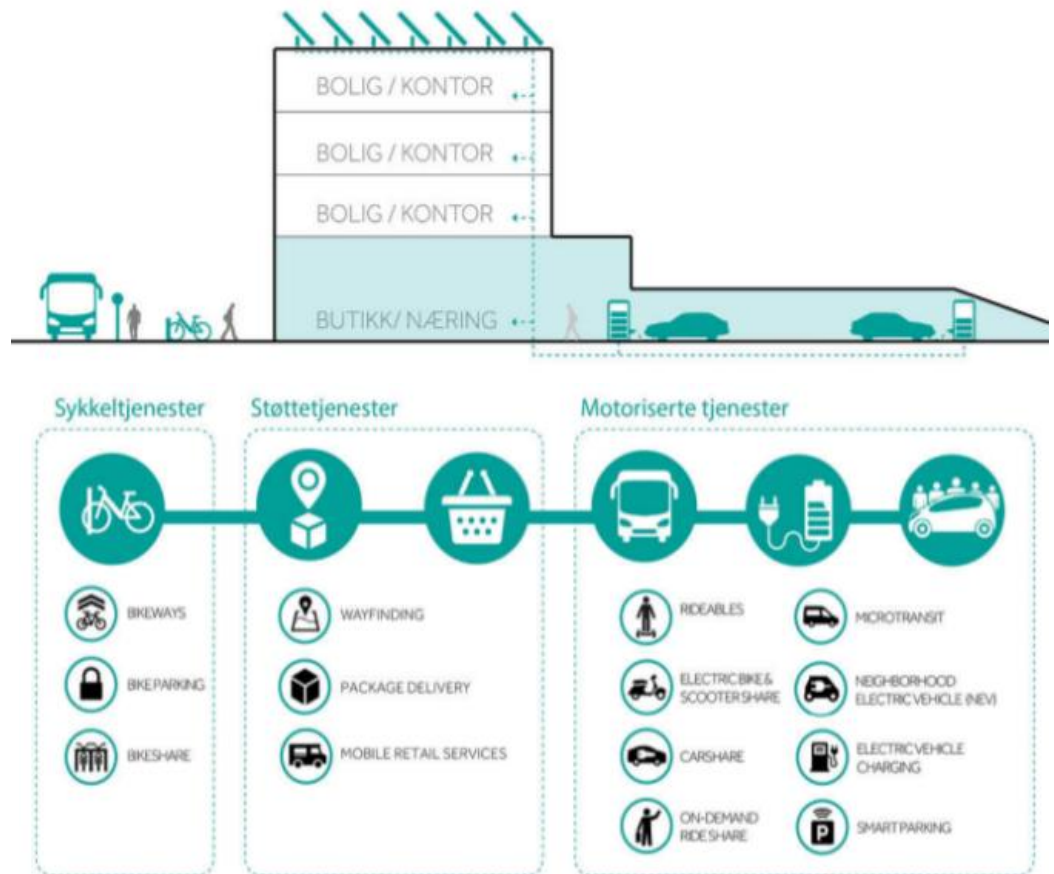 BOLIG / KONTOR
BOLIG / KONTOR
BOLIG / KONTOR
BUTIKK/ NÆRING
Sykkeltjenester
BIKEWAYS
BIKE PARKING
BIKESHARE
Støttetjenester
WAYFINDING
PACKAGE DELIVERY
MOBILE RETAIL SERVICES
Motoriserte tjenester
RIDEABLES
ELECTRIC BIKE &
SCOOTER SHARE
CARSHARE
ON-DEMAND
RIDE SHARE
MICROTRANSIT
NEIGHBORHOOD
ELECTRIC VEHICLE (NEV)
ELECTRIC VEHICLE
CHARGING
P
SMART PARKING